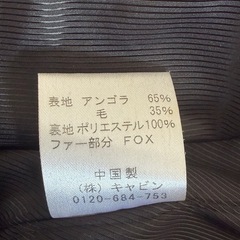 表地 アンゴラ 65%
毛 35%
裏地 ポリエステル100%
ファー部分 FOX
中国製
(株) キャビン
0120-684-753